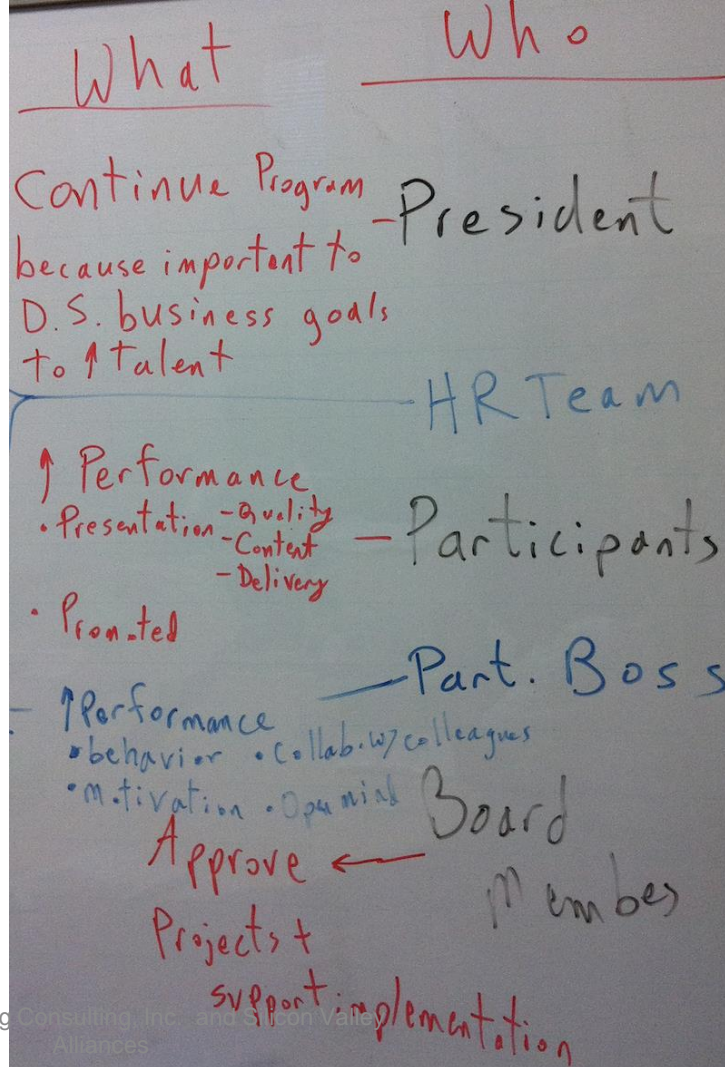 What Who
Continue Program - President
because important to
D.S. business goals
to ↑ talent
- HR Team
↑ Performance
• Presentation - Quality
- Content
- Delivery
- Participants
• Promoted
- Part. Boss
- ↑ Performance
• behavior • Collab. w/ colleagues
• motivation • Open mind
Board
Approve ←
Member
Projects +
support implementation
g Consulting, Inc. and Silicon Valley
Alliances